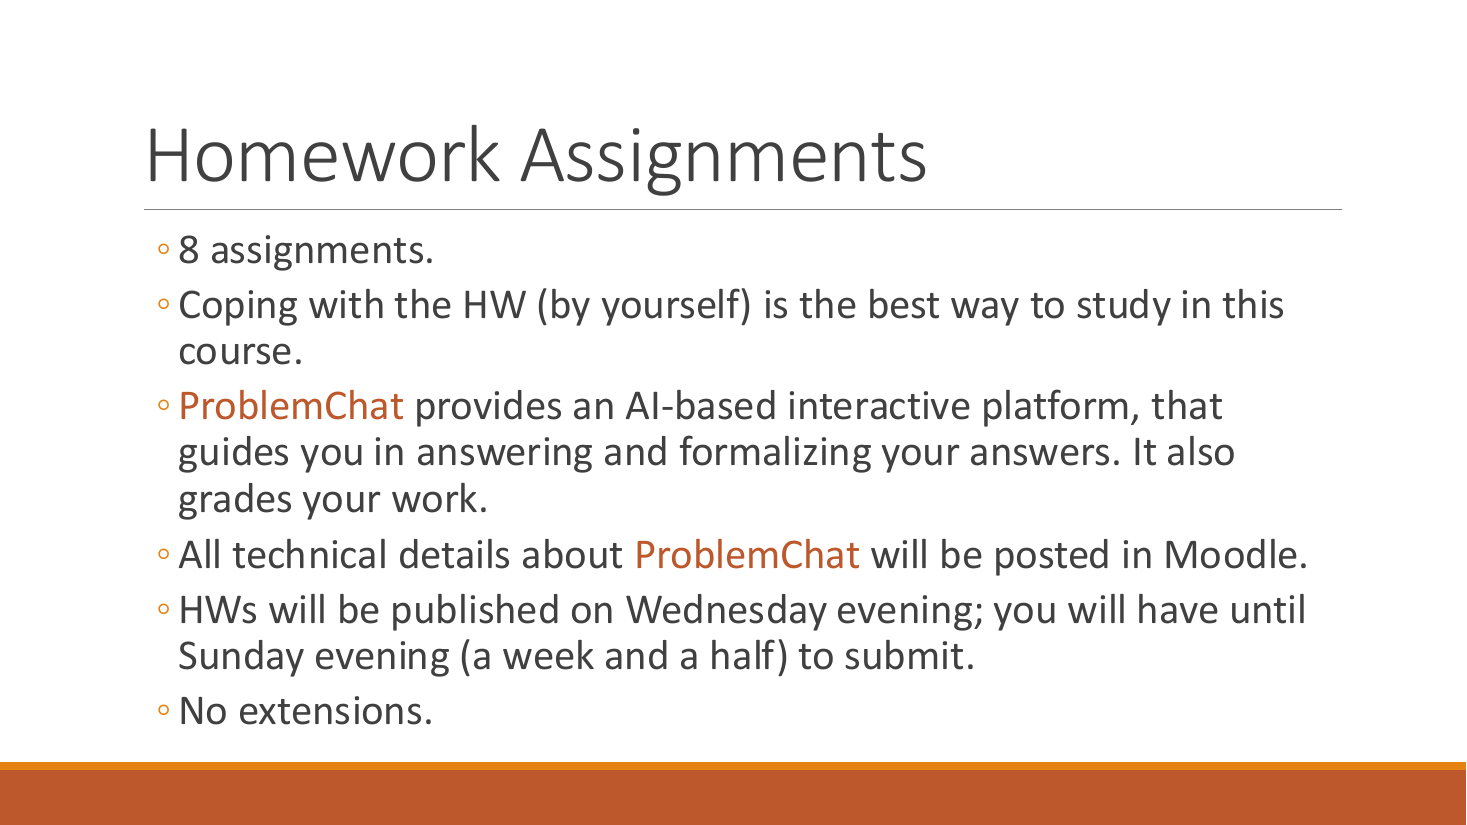 Homework Assignments
◦ 8 assignments.
◦ Coping with the HW (by yourself) is the best way to study in this
course.
◦ ProblemChat provides an AI-based interactive platform, that
guides you in answering and formalizing your answers. It also
grades your work.
◦ All technical details about ProblemChat will be posted in Moodle.
◦ HWs will be published on Wednesday evening; you will have until
Sunday evening (a week and a half) to submit.
◦ No extensions.